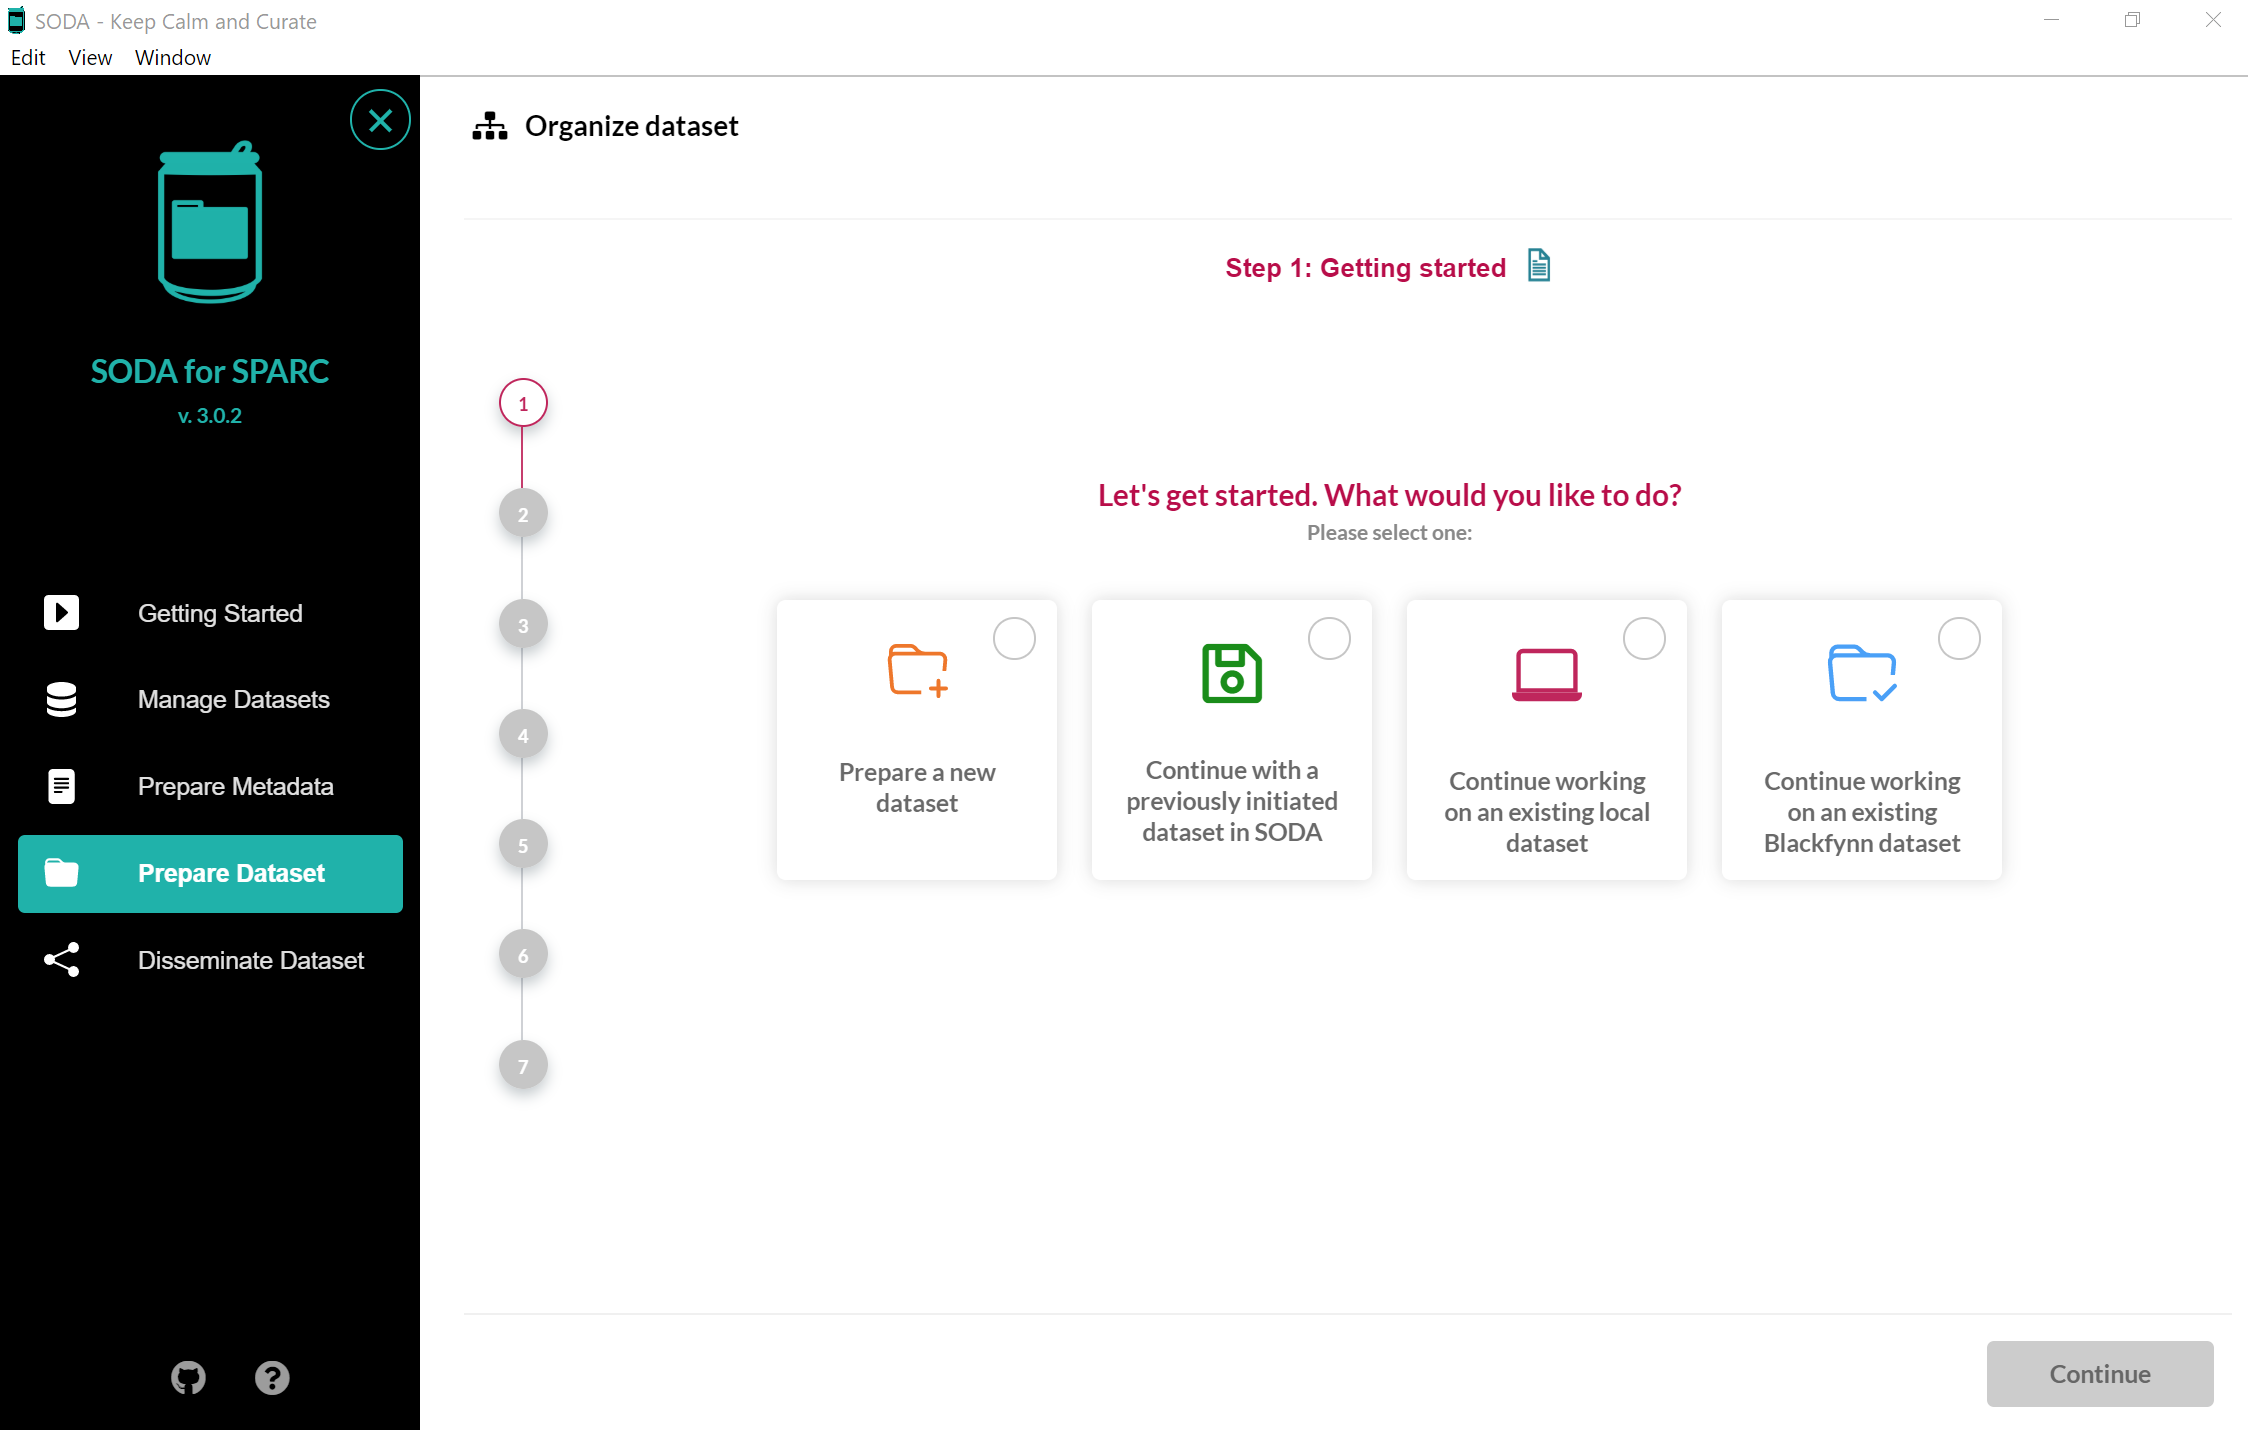 SODA - Keep Calm and Curate
Edit View Window
SODA for SPARC
v. 3.0.2
Getting Started
Manage Datasets
Prepare Metadata
Prepare Dataset
Disseminate Dataset
Organize dataset
Step 1: Getting started
1
2
3
4
5
6
7
Let's get started. What would you like to do?
Please select one:
Prepare a new
dataset
Continue with a
previously initiated
dataset in SODA
Continue working
on an existing local
dataset
Continue working
on an existing
Blackfynn dataset
Continue